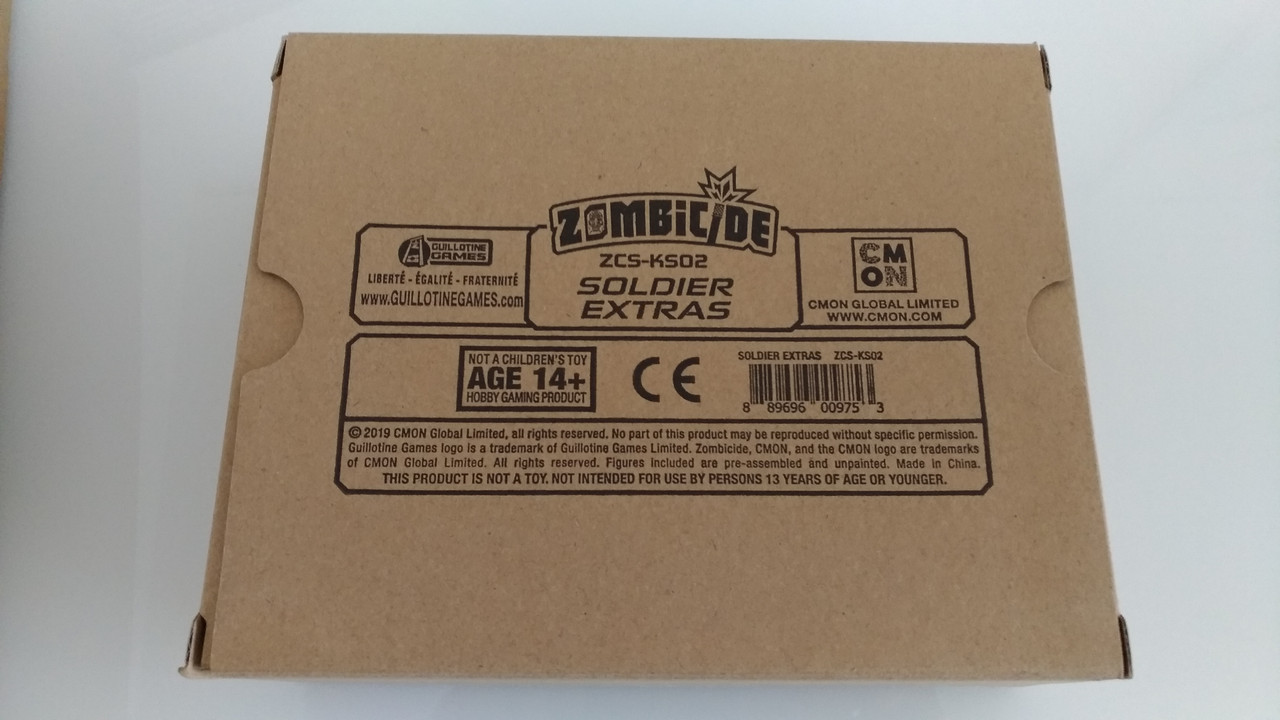 ZOMBICIDE
ZCS-KS02
SOLDIER
EXTRAS
GUILLOTINE
GAMES
LIBERTÉ - ÉGALITÉ - FRATERNITÉ
www.GUILLOTINEGAMES.com
CM
ON
CMON GLOBAL LIMITED
WWW.CMON.COM
NOT A CHILDREN'S TOY
AGE 14+
HOBBY GAMING PRODUCT
CE
SOLDIER EXTRAS ZCS-KS02
8 89696 00975 3
© 2019 CMON Global Limited, all rights reserved. No part of this product may be reproduced without specific permission.
Guillotine Games logo is a trademark of Guillotine Games Limited. Zombicide, CMON, and the CMON logo are trademarks
of CMON Global Limited. All rights reserved. Figures included are pre-assembled and unpainted. Made in China.
THIS PRODUCT IS NOT A TOY. NOT INTENDED FOR USE BY PERSONS 13 YEARS OF AGE OR YOUNGER.